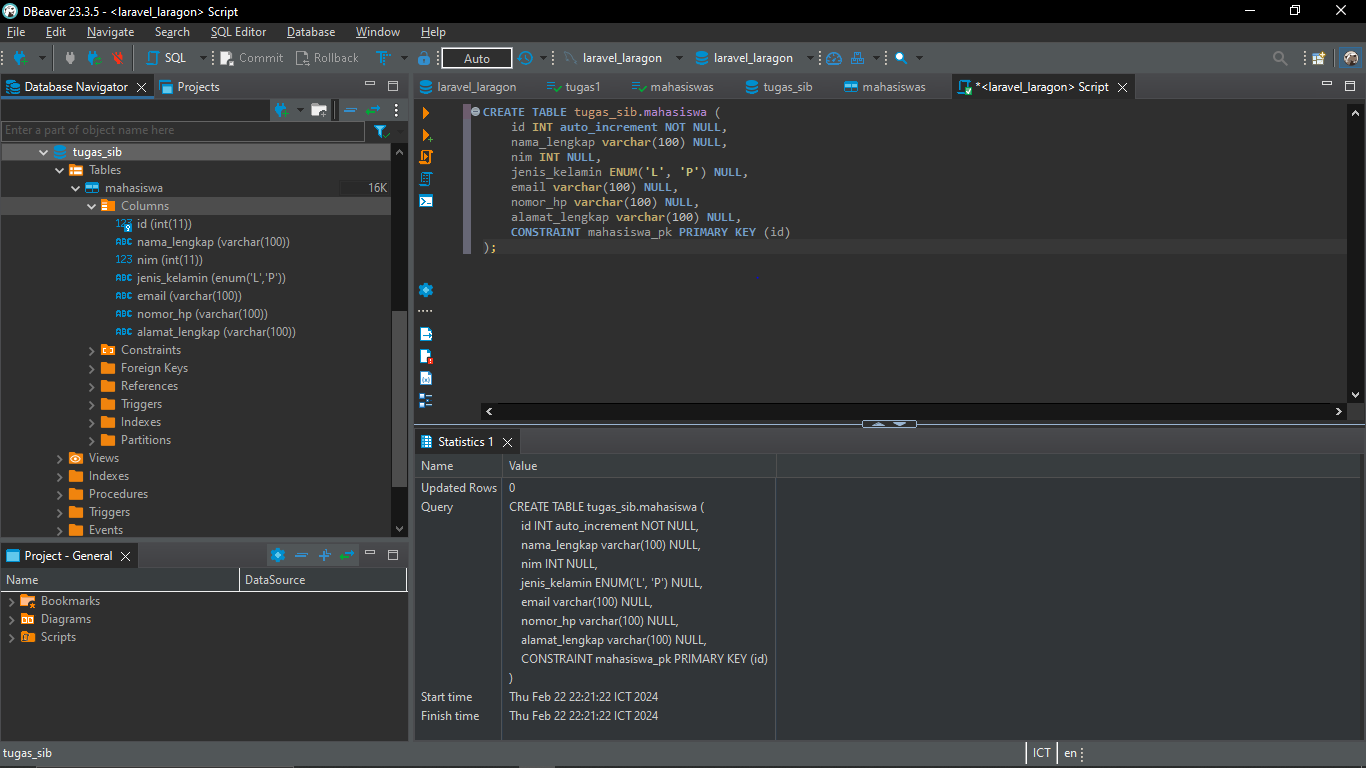 DBeaver 23.3.5 - <laravel_laragon> Script
File Edit Navigate Search SQL Editor Database Window Help
SQL Commit Rollback Auto laravel_laragon laravel_laragon
Database Navigator Projects
laravel_laragon tugas1 mahasiswas tugas_sib mahasiswas *<laravel_laragon> Script
Enter a part of object name here
tugas_sib
Tables
mahasiswa 16K
Columns
123 id (int(11))
ABC nama_lengkap (varchar(100))
123 nim (int(11))
ABC jenis_kelamin (enum('L','P'))
ABC email (varchar(100))
ABC nomor_hp (varchar(100))
ABC alamat_lengkap (varchar(100))
Constraints
Foreign Keys
References
Triggers
Indexes
Partitions
Views
Indexes
Procedures
Triggers
Events
CREATE TABLE tugas_sib.mahasiswa (
id INT auto_increment NOT NULL,
nama_lengkap varchar(100) NULL,
nim INT NULL,
jenis_kelamin ENUM('L', 'P') NULL,
email varchar(100) NULL,
nomor_hp varchar(100) NULL,
alamat_lengkap varchar(100) NULL,
CONSTRAINT mahasiswa_pk PRIMARY KEY (id)
);
Project - General
Name DataSource
Bookmarks
Diagrams
Scripts
Statistics 1
Name Value
Updated Rows 0
Query CREATE TABLE tugas_sib.mahasiswa (
id INT auto_increment NOT NULL,
nama_lengkap varchar(100) NULL,
nim INT NULL,
jenis_kelamin ENUM('L', 'P') NULL,
email varchar(100) NULL,
nomor_hp varchar(100) NULL,
alamat_lengkap varchar(100) NULL,
CONSTRAINT mahasiswa_pk PRIMARY KEY (id)
)
Start time Thu Feb 22 22:21:22 ICT 2024
Finish time Thu Feb 22 22:21:22 ICT 2024
tugas_sib ICT en